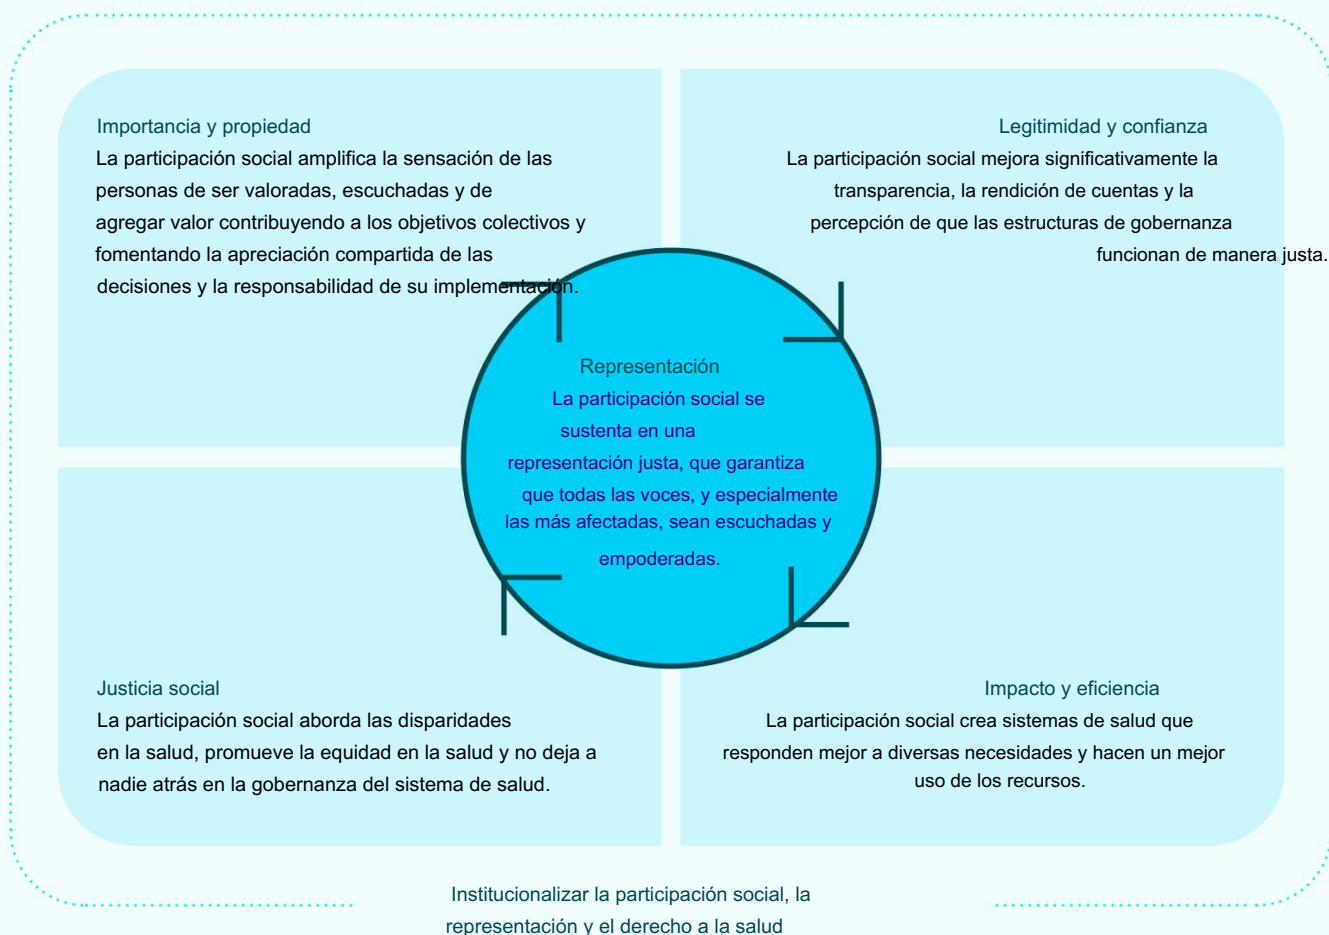 Importancia y propiedad
La participación social amplifica la sensación de las
personas de ser valoradas, escuchadas y de
agregar valor contribuyendo a los objetivos colectivos y
fomentando la apreciación compartida de las
decisiones y la responsabilidad de su implementación.
Legitimidad y confianza
La participación social mejora significativamente la
transparencia, la rendición de cuentas y la
percepción de que las estructuras de gobernanza
funcionan de manera justa.
Representación
La participación social se
sustenta en una
representación justa, que garantiza
que todas las voces, y especialmente
las más afectadas, sean escuchadas y
empoderadas.
Justicia social
La participación social aborda las disparidades
en la salud, promueve la equidad en la salud y no deja a
nadie atrás en la gobernanza del sistema de salud.
Impacto y eficiencia
La participación social crea sistemas de salud que
responden mejor a diversas necesidades y hacen un mejor
uso de los recursos.
Institucionalizar la participación social, la
representación y el derecho a la salud